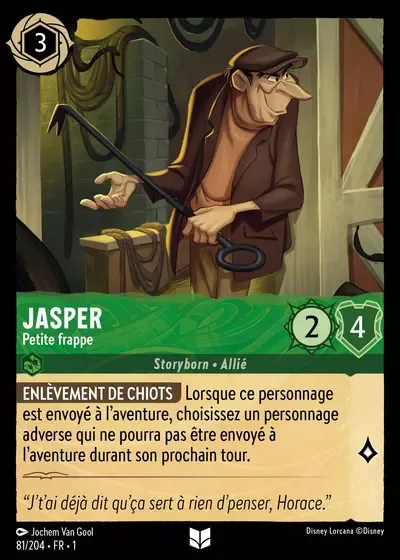 3
JASPER
Petite frappe
2
4
Storyborn • Allié
ENLÈVEMENT DE CHIOTS Lorsque ce personnage
est envoyé à l’aventure, choisissez un personnage
adverse qui ne pourra pas être envoyé à
l’aventure durant son prochain tour.
“J’t’ai déjà dit qu’ça sert à rien d’penser, Horace.”
Jochem Van Gool
Disney Lorcana ©Disney
81/204 • FR • 1